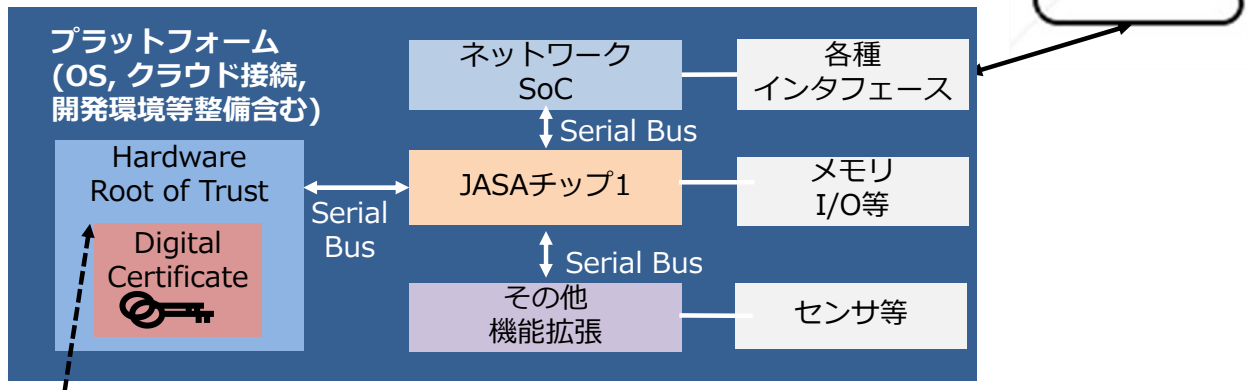 プラットフォーム
(OS, クラウド接続,
開発環境等整備含む)
ネットワーク
SoC
各種
インタフェース
Serial Bus
Hardware
Root of Trust
Serial
Bus
JASAチップ1
メモリ
I/O等
Digital
Certificate
Serial Bus
その他
機能拡張
センサ等